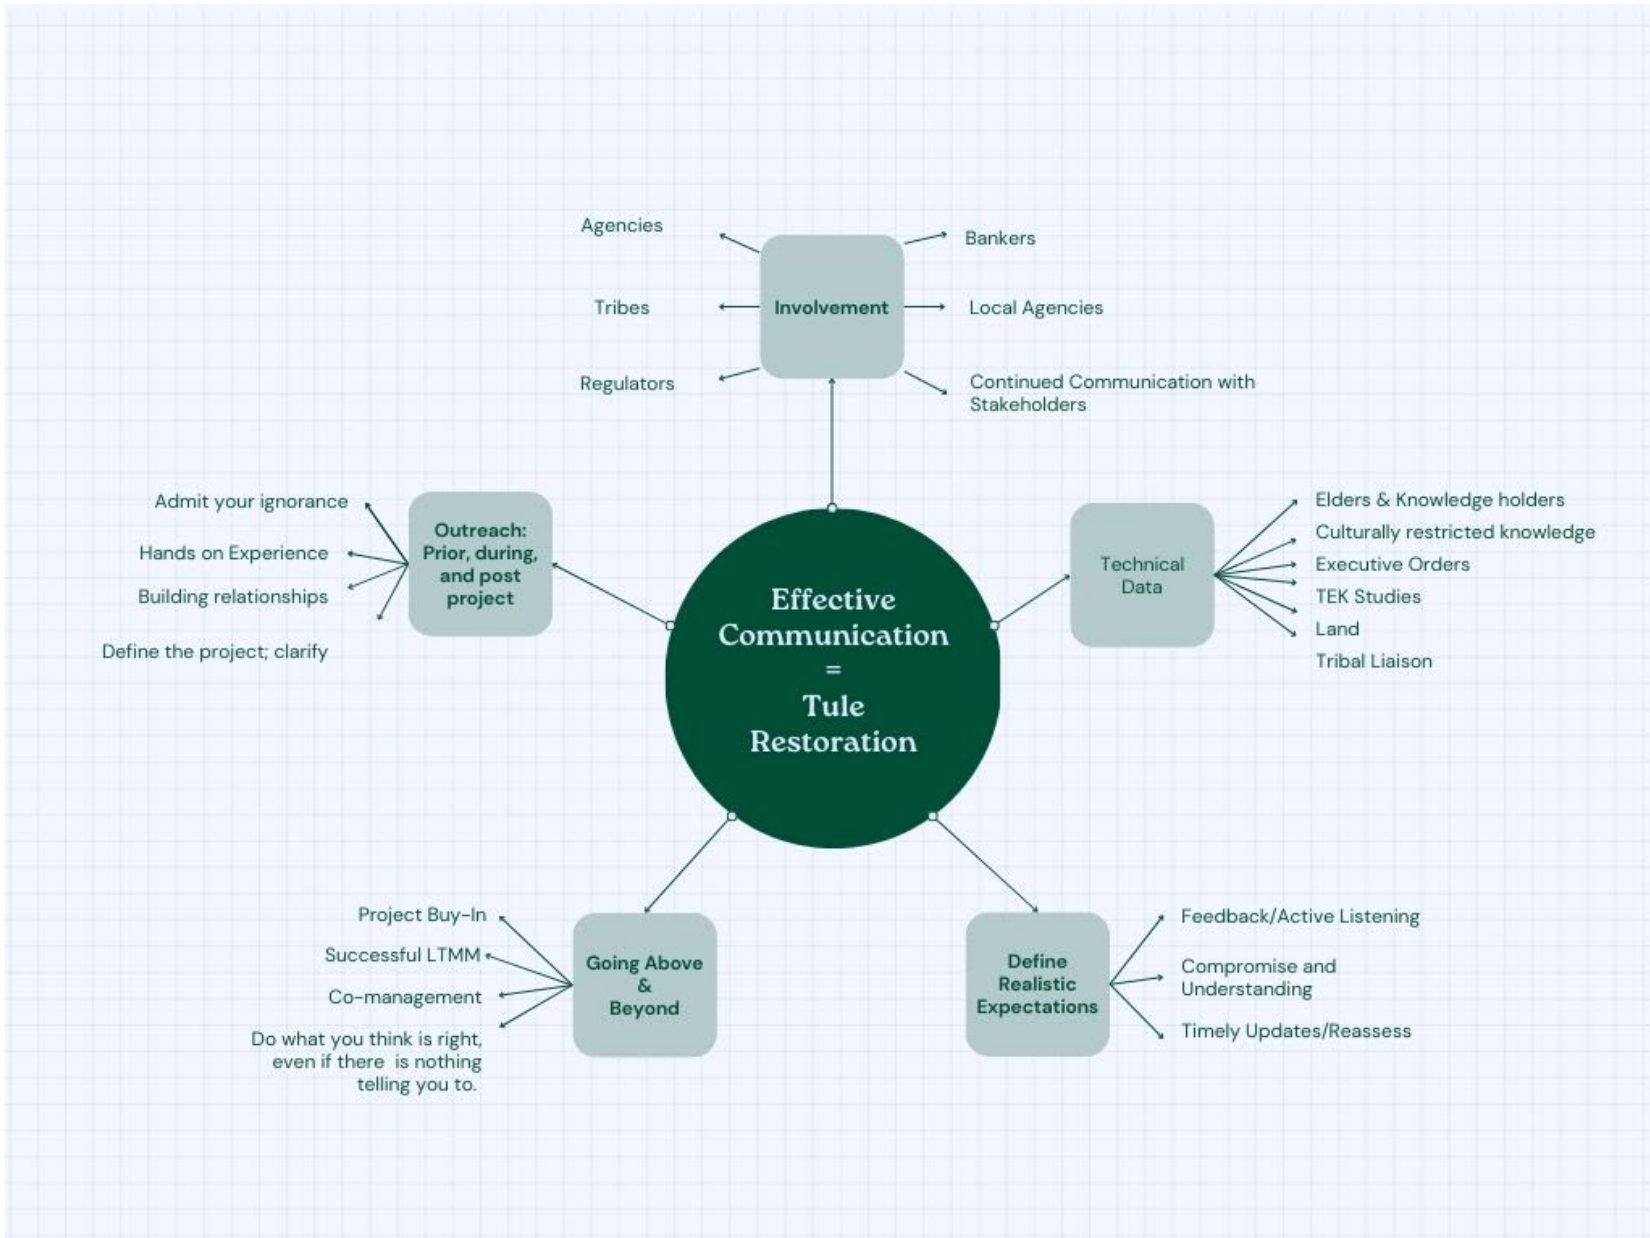 Agencies
Bankers
Tribes
Involvement
Local Agencies
Regulators
Continued Communication with
Stakeholders
Admit your ignorance
Hands on Experience
Building relationships
Define the project; clarify
Outreach:
Prior, during,
and post
project
Effective
Communication
=
Tule
Restoration
Technical
Data
Elders & Knowledge holders
Culturally restricted knowledge
Executive Orders
TEK Studies
Land
Tribal Liaison
Project Buy-In
Successful LTMM
Co-management
Do what you think is right,
even if there is nothing
telling you to.
Going Above
&
Beyond
Define
Realistic
Expectations
Feedback/Active Listening
Compromise and
Understanding
Timely Updates/Reassess